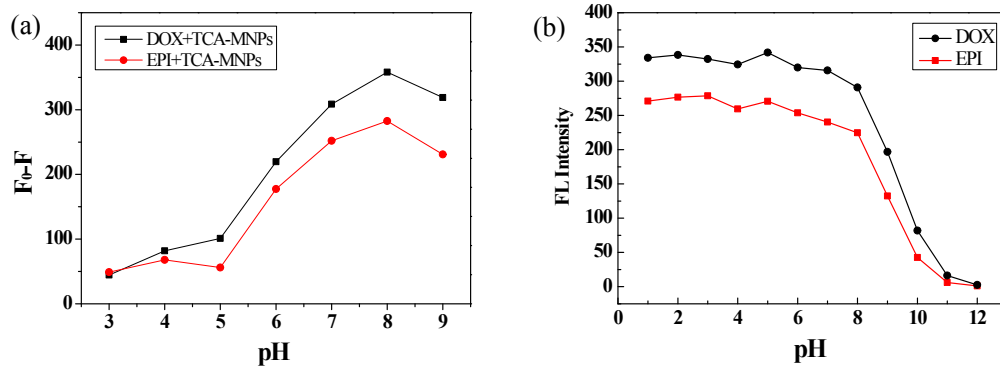 (a)
DOX+TCA-MNPs
EPI+TCA-MNPs
F₀-F
400
300
200
100
0
3 4 5 6 7 8 9
pH
(b)
DOX
EPI
FL Intensity
400
350
300
250
200
150
100
50
0
0 2 4 6 8 10 12
pH